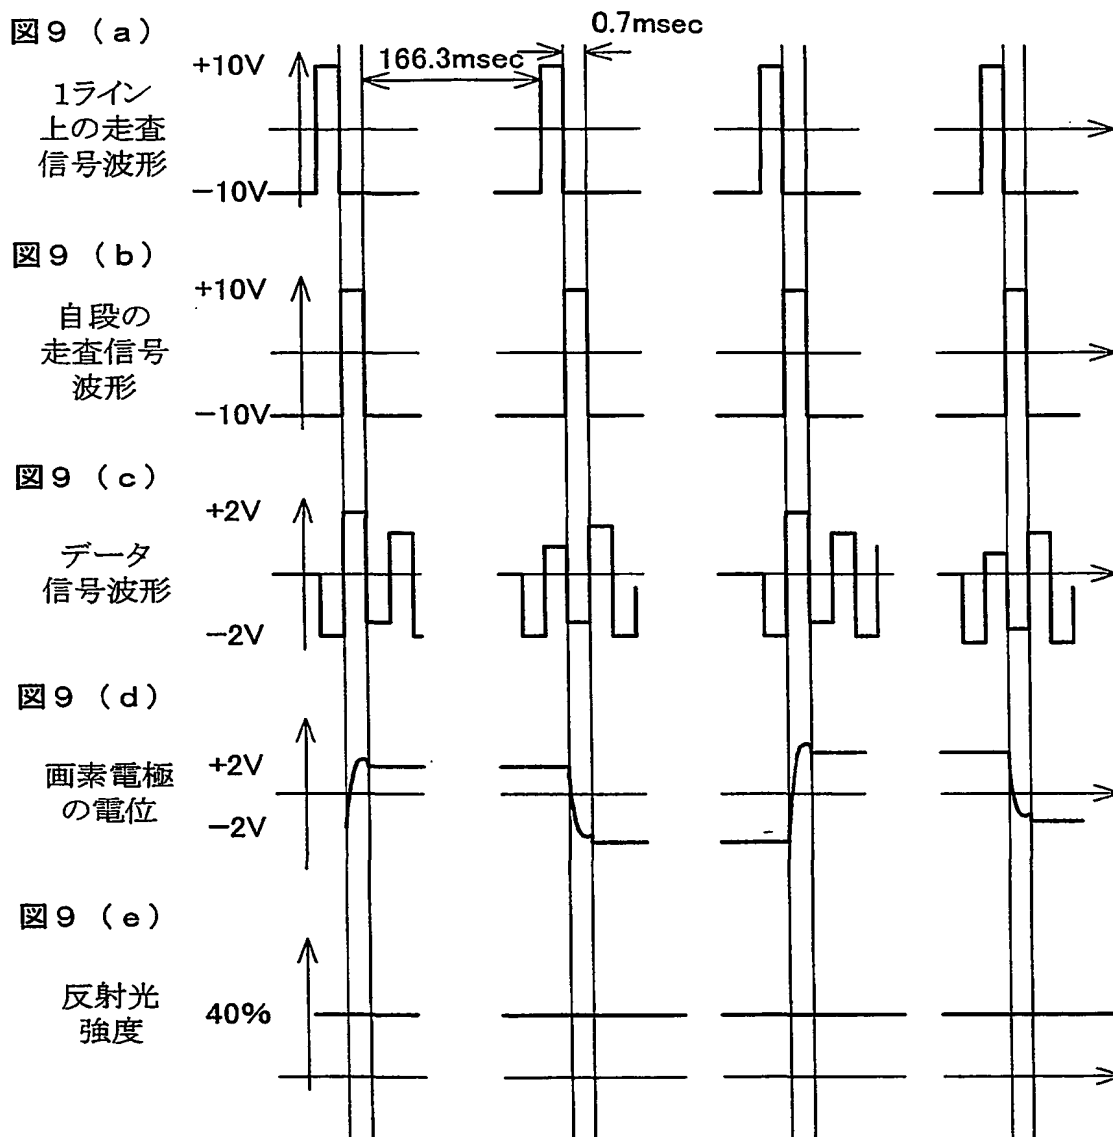 図9 (a)
0.7msec
+10V
166.3msec
1ライン
上の走査
信号波形
−10V
図9 (b)
+10V
自段の
走査信号
波形
−10V
図9 (c)
+2V
データ
信号波形
−2V
図9 (d)
画素電極
の電位
+2V
−2V
図9 (e)
反射光
強度
40%